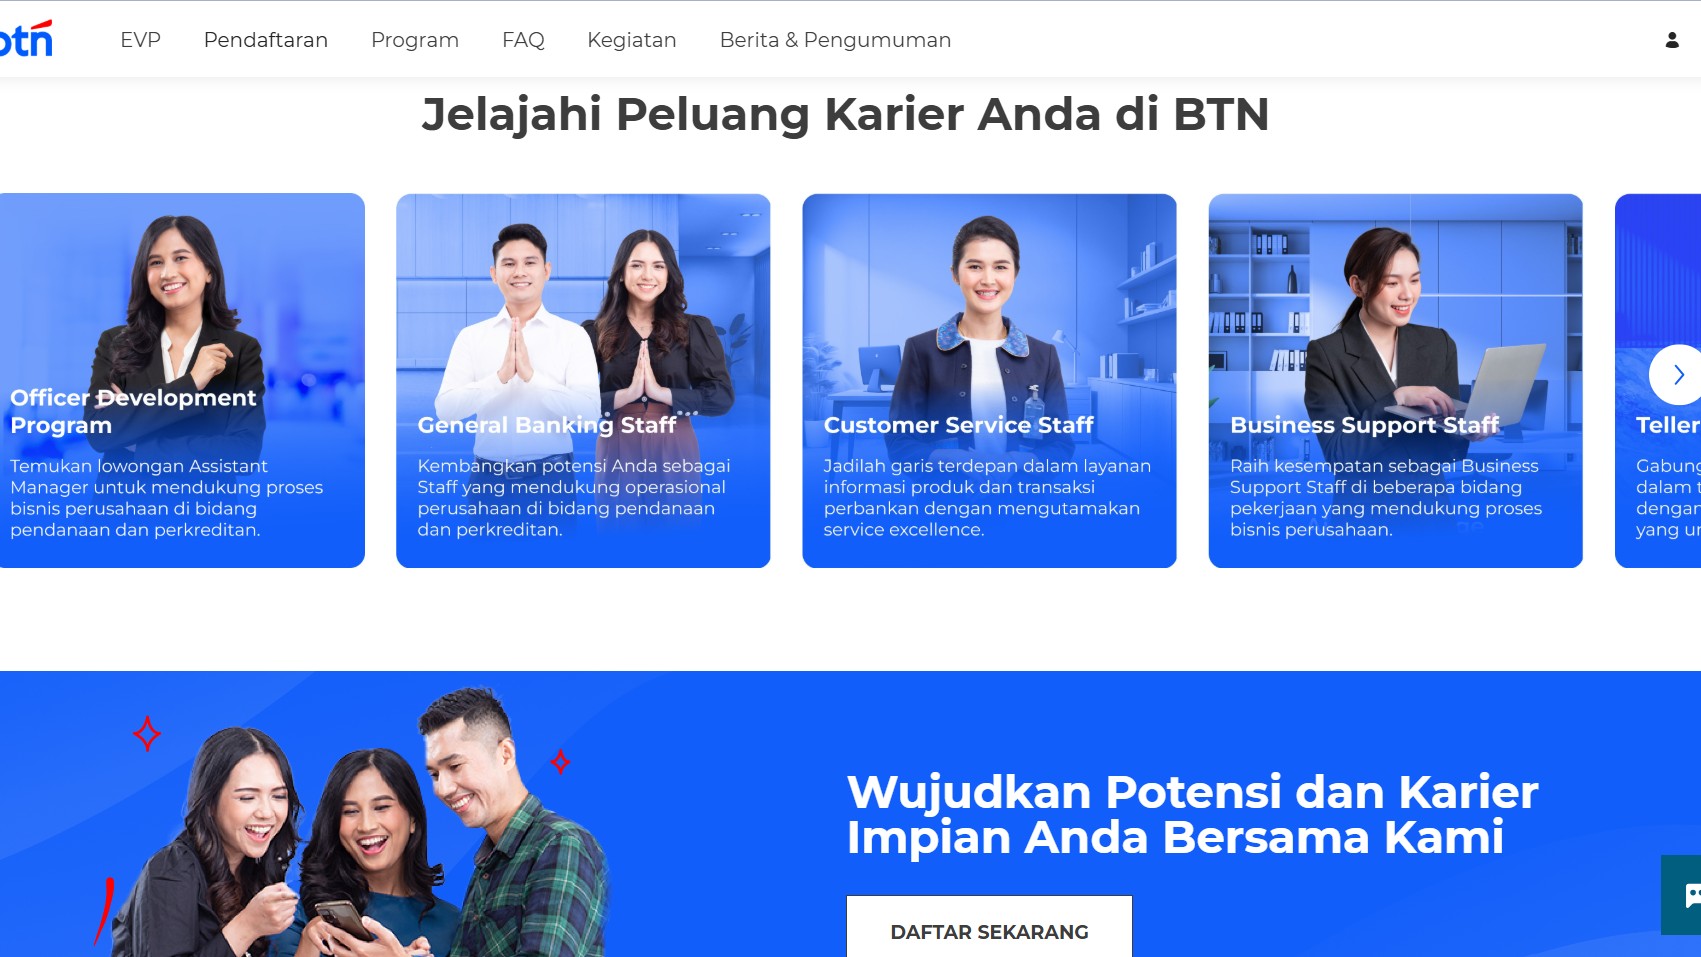 btn
EVP
Pendaftaran
Program
FAQ
Kegiatan
Berita & Pengumuman
Jelajahi Peluang Karier Anda di BTN
Officer Development
Program
Temukan lowongan Assistant
Manager untuk mendukung proses
bisnis perusahaan di bidang
pendanaan dan perkreditan.
General Banking Staff
Kembangkan potensi Anda sebagai
Staff yang mendukung operasional
perusahaan di bidang pendanaan
dan perkreditan.
Customer Service Staff
Jadilah garis terdepan dalam layanan
informasi produk dan transaksi
perbankan dengan mengutamakan
service excellence.
Business Support Staff
Raih kesempatan sebagai Business
Support Staff di beberapa bidang
pekerjaan yang mendukung proses
bisnis perusahaan.
Teller
Gabung
dalam
dengan
yang
Wujudkan Potensi dan Karier
Impian Anda Bersama Kami
DAFTAR SEKARANG